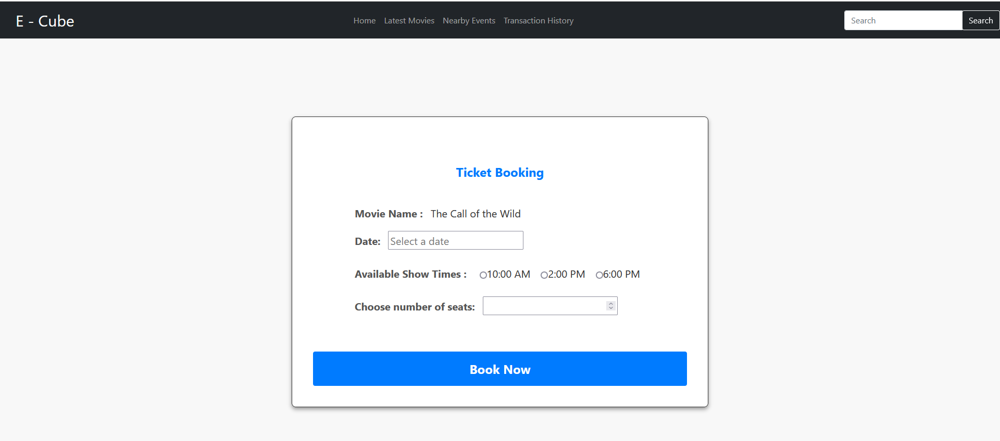 E - Cube
Home Latest Movies Nearby Events Transaction History
Search Search
Ticket Booking
Movie Name : The Call of the Wild
Date: Select a date
Available Show Times : 10:00 AM 2:00 PM 6:00 PM
Choose number of seats:
Book Now